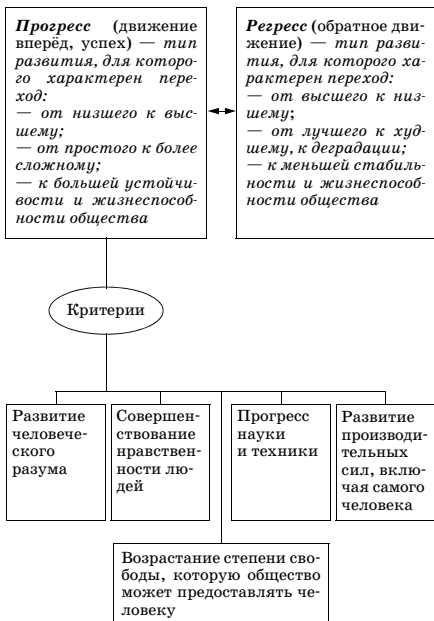 Прогресс (движение
вперёд, успех) — тип
развития, для которо-
го характерен пере-
ход:
— от низшего к выс-
шему;
— от простого к более
сложному;
— к большей устойчи-
вости и жизнеспособ-
ности общества
Регресс (обратное дви-
жение) — тип разви-
тия, для которого ха-
рактерен переход:
— от высшего к низ-
шему;
— от лучшего к худ-
шему, к деградации;
— к меньшей стабиль-
ности и жизнеспособ-
ности общества
Критерии
Развитие
человече-
ского
разума
Совершен-
ствование
нравствен-
ности лю-
дей
Прогресс
науки
и техники
Развитие
производи-
тельных
сил, вклю-
чая самого
человека
Возрастание степени сво-
боды, которую общество
может предоставлять че-
ловеку